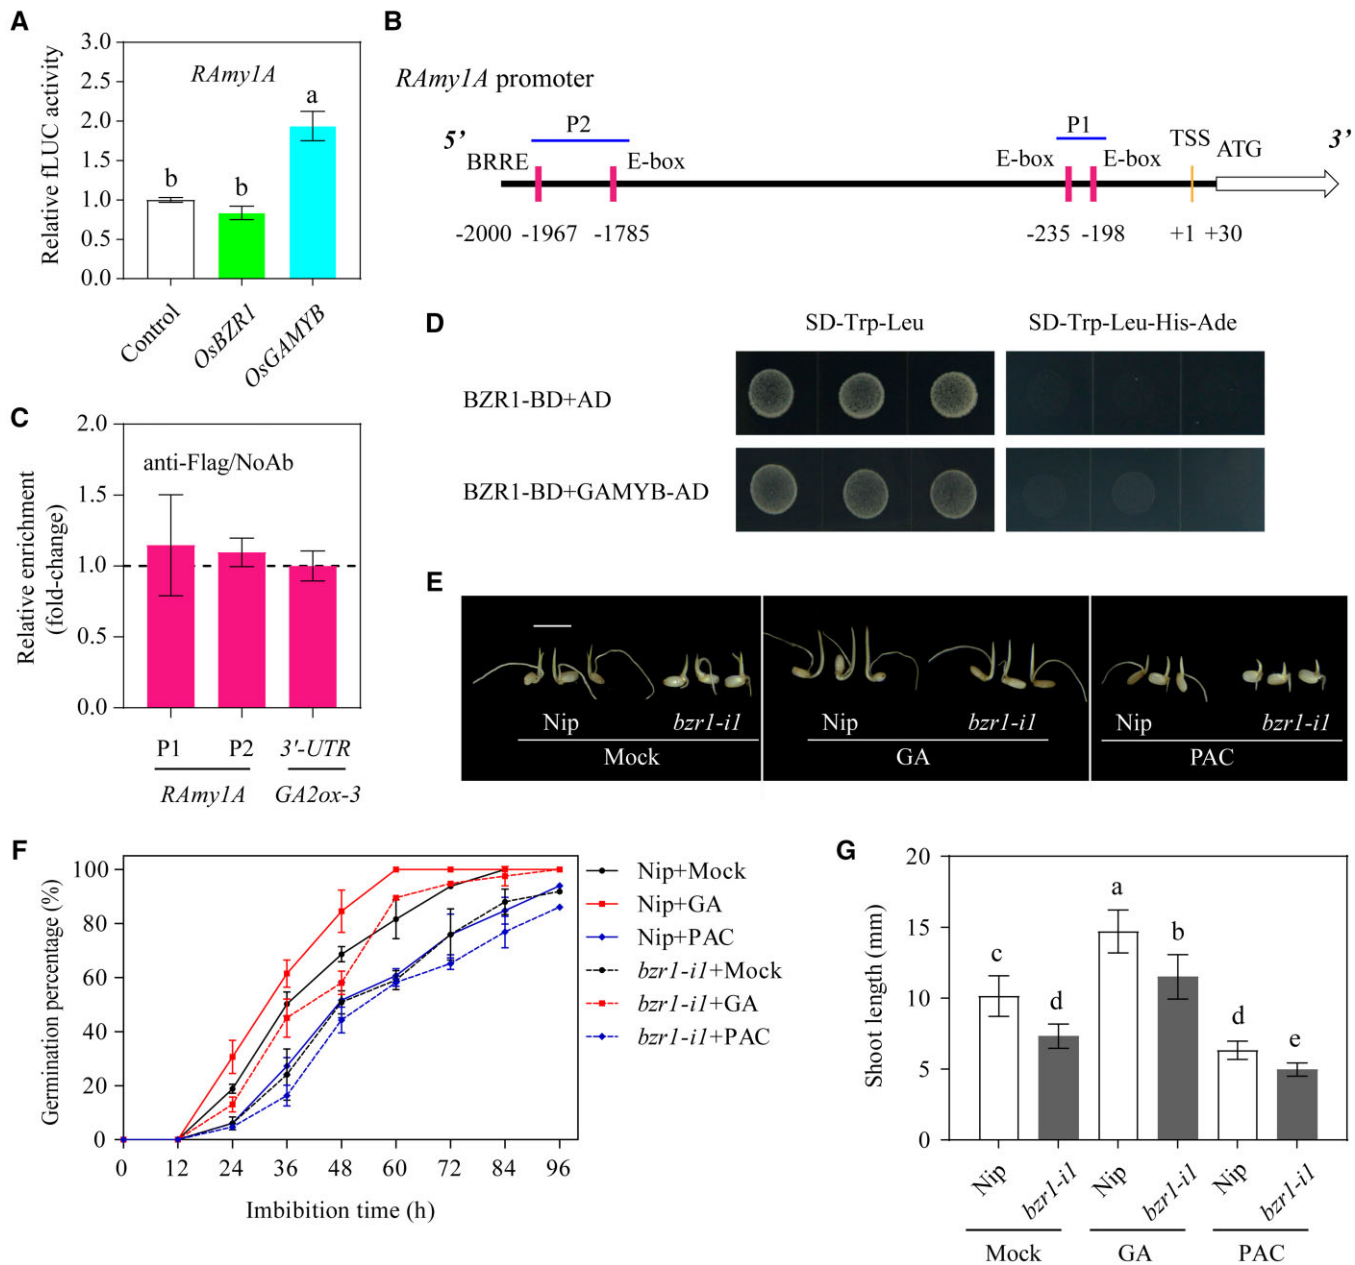 A
3.0
2.5
2.0
1.5
1.0
0.5
0.0
Relative fLUC activity
RAmy1A
b
b
a
Control
OsBZR1
OsGAMYB
B
RAmy1A promoter
5’
3’
P2
P1
TSS
ATG
BRRE
E-box
E-box
E-box
-2000
-1967
-1785
-235
-198
+1
+30
C
2.0
1.5
1.0
0.5
0.0
Relative enrichment
(fold-change)
anti-Flag/NoAb
P1
P2
3'-UTR
RAmy1A
GA2ox-3
D
SD-Trp-Leu
SD-Trp-Leu-His-Ade
BZR1-BD+AD
BZR1-BD+GAMYB-AD
E
Nip
bzr1-i1
Nip
bzr1-i1
Nip
bzr1-i1
Mock
GA
PAC
F
100
80
60
40
20
0
Germination percentage (%)
0
12
24
36
48
60
72
84
96
Imbibition time (h)
Nip+Mock
Nip+GA
Nip+PAC
bzr1-i1+Mock
bzr1-i1+GA
bzr1-i1+PAC
G
20
15
10
5
0
Shoot length (mm)
c
d
a
b
d
e
Nip
bzr1-i1
Nip
bzr1-i1
Nip
bzr1-i1
Mock
GA
PAC